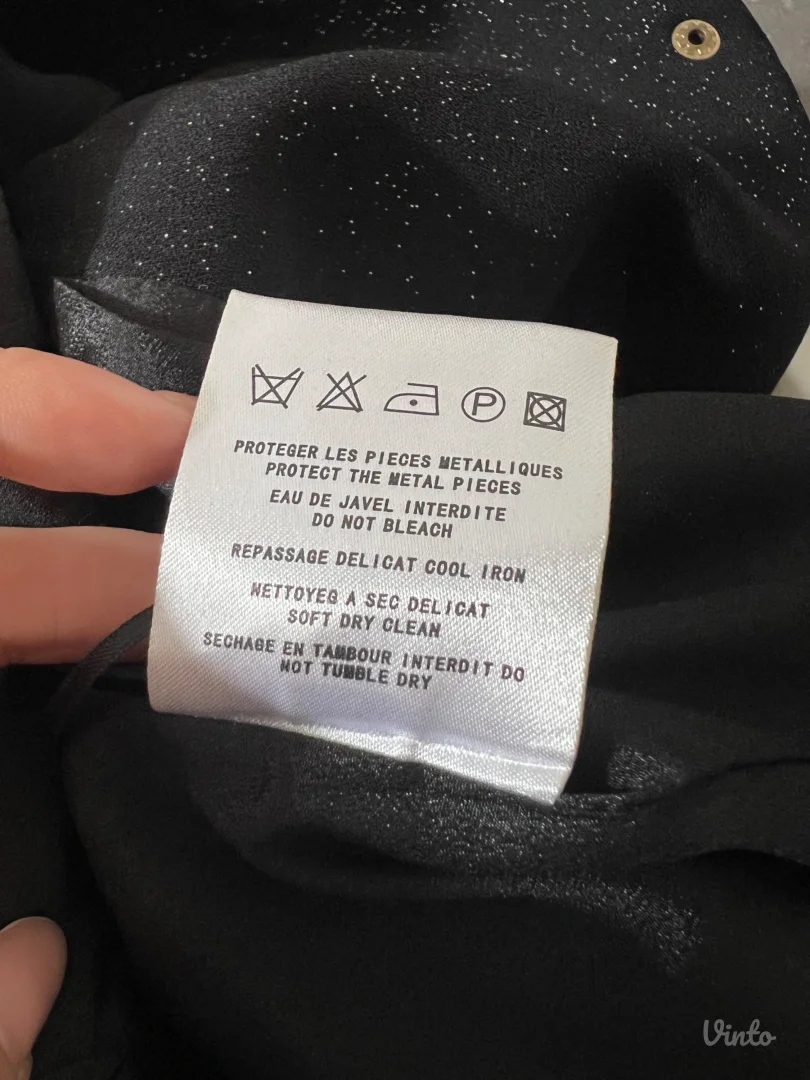 P
PROTEGER LES PIECES METALLIQUES
PROTECT THE METAL PIECES
EAU DE JAVEL INTERDITE
DO NOT BLEACH
REPASSAGE DELICAT COOL IRON
NETTOYEG A SEC DELICAT
SOFT DRY CLEAN
SECHAGE EN TAMBOUR INTERDIT DO
NOT TUMBLE DRY
Vinto